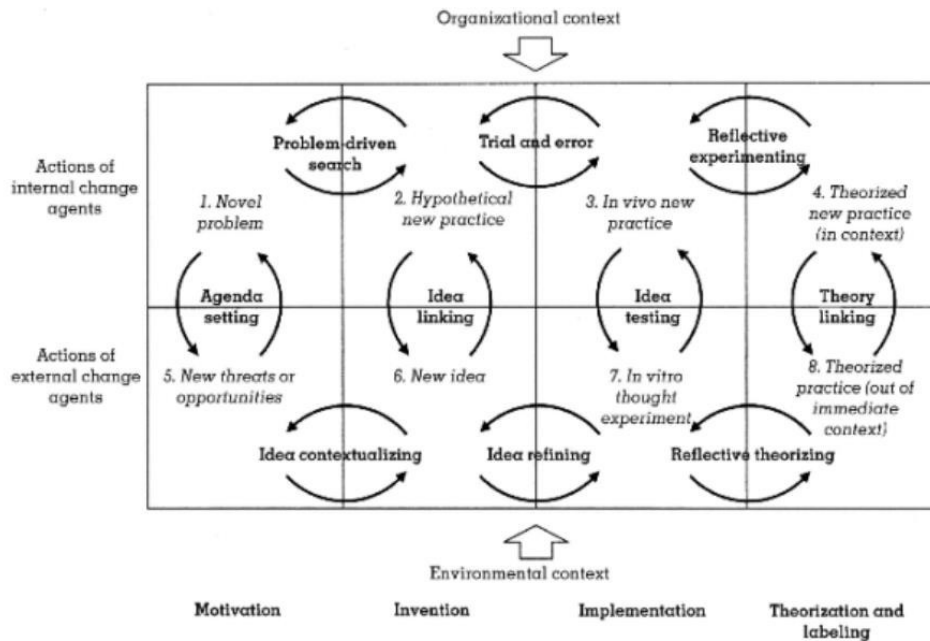 Organizational context
Actions of
internal change
agents
Problem-driven
search
Trial and error
Reflective
experimenting
1. Novel
problem
2. Hypothetical
new practice
3. In vivo new
practice
4. Theorized
new practice
(in context)
Agenda
setting
Idea
linking
Idea
testing
Theory
linking
Actions of
external change
agents
5. New threats or
opportunities
6. New idea
7. In vitro
thought
experiment
8. Theorized
practice (out of
immediate
context)
Idea contextualizing
Idea refining
Reflective theorizing
Environmental context
Motivation
Invention
Implementation
Theorization and
labeling